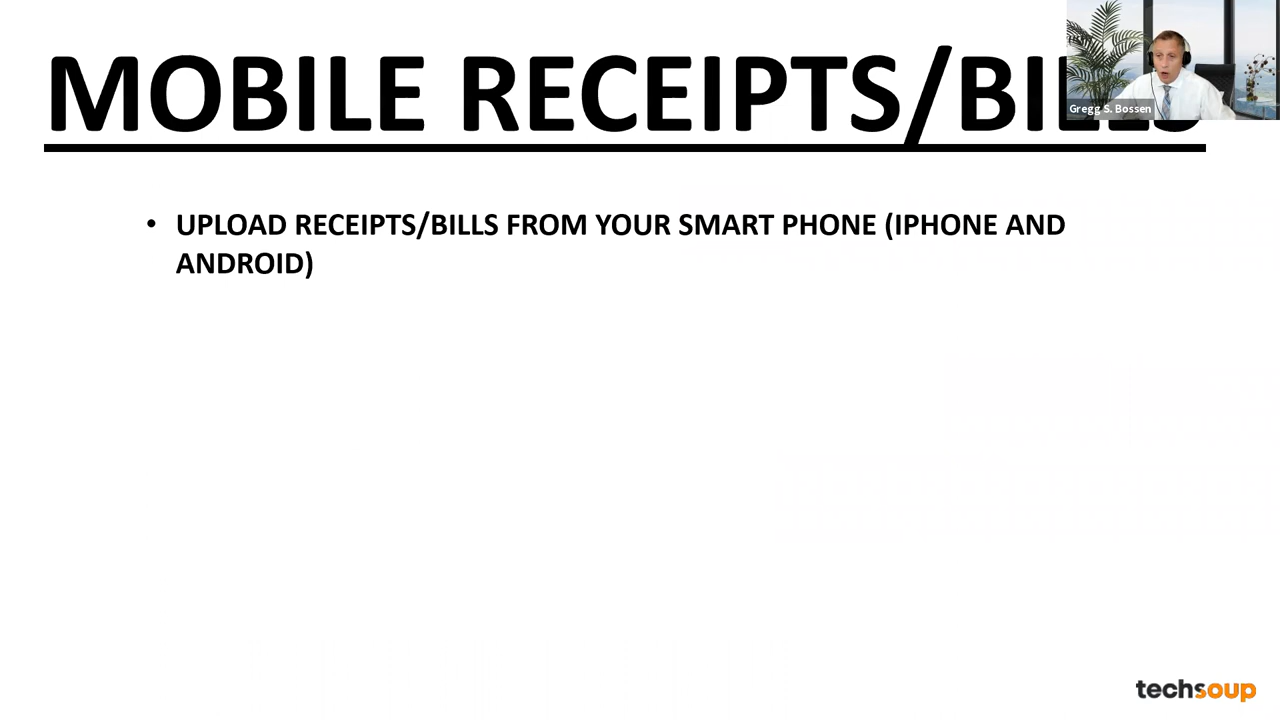 MOBILE RECEIPTS/BILLS
Gregg S. Bossen
• UPLOAD RECEIPTS/BILLS FROM YOUR SMART PHONE (IPHONE AND
ANDROID)
techsoup